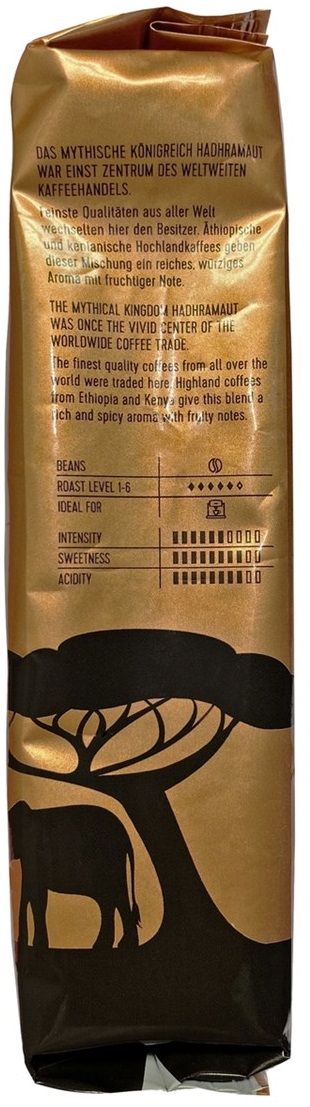 DAS MYTHISCHE KÖNIGREICH HADHRAMAUT
WAR EINST ZENTRUM DES WELTWEITEN
KAFFEEHANDELS.
Feinste Qualitäten aus aller Welt
wechselten hier den Besitzer. Äthiopische
und kenianische Hochlandkaffees geben
dieser Mischung ein reiches, würziges
Aroma mit fruchtiger Note.
THE MYTHICAL KINGDOM HADHRAMAUT
WAS ONCE THE VIVID CENTER OF THE
WORLDWIDE COFFEE TRADE.
The finest quality coffees from all over the
world were traded here. Highland coffees
from Ethiopia and Kenya give this blend a
rich and spicy aroma with fruity notes.
BEANS
ROAST LEVEL 1-6
IDEAL FOR
INTENSITY
SWEETNESS
ACIDITY